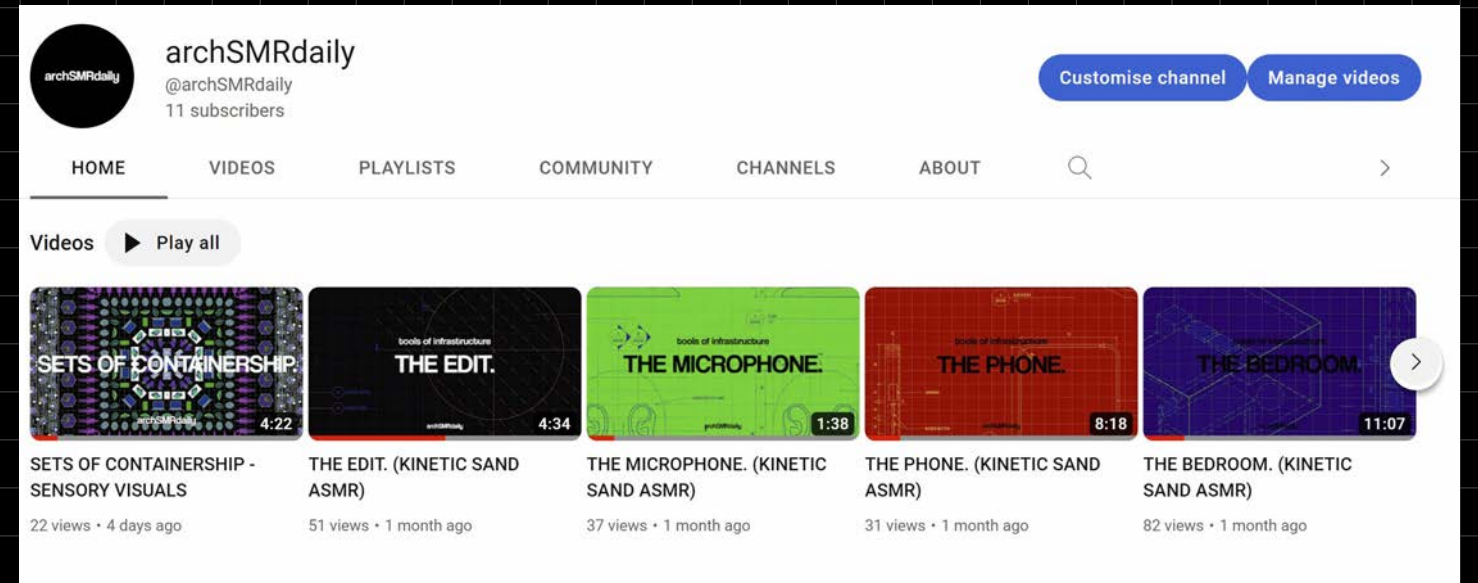 archSMRdaily
archSMRdaily
@archSMRdaily
11 subscribers
Customise channel
Manage videos
HOME
VIDEOS
PLAYLISTS
COMMUNITY
CHANNELS
ABOUT
Videos
Play all
SETS OF CONTAINERSHIP.
archSMRdaily
4:22
tools of infrastructure
THE EDIT.
archSMRdaily
4:34
tools of infrastructure
THE MICROPHONE.
archSMRdaily
1:38
tools of infrastructure
THE PHONE.
archSMRdaily
8:18
tools of infrastructure
THE BEDROOM.
11:07
SETS OF CONTAINERSHIP -
SENSORY VISUALS
22 views • 4 days ago
THE EDIT. (KINETIC SAND
ASMR)
51 views • 1 month ago
THE MICROPHONE. (KINETIC
SAND ASMR)
37 views • 1 month ago
THE PHONE. (KINETIC SAND
ASMR)
31 views • 1 month ago
THE BEDROOM. (KINETIC
SAND ASMR)
82 views • 1 month ago